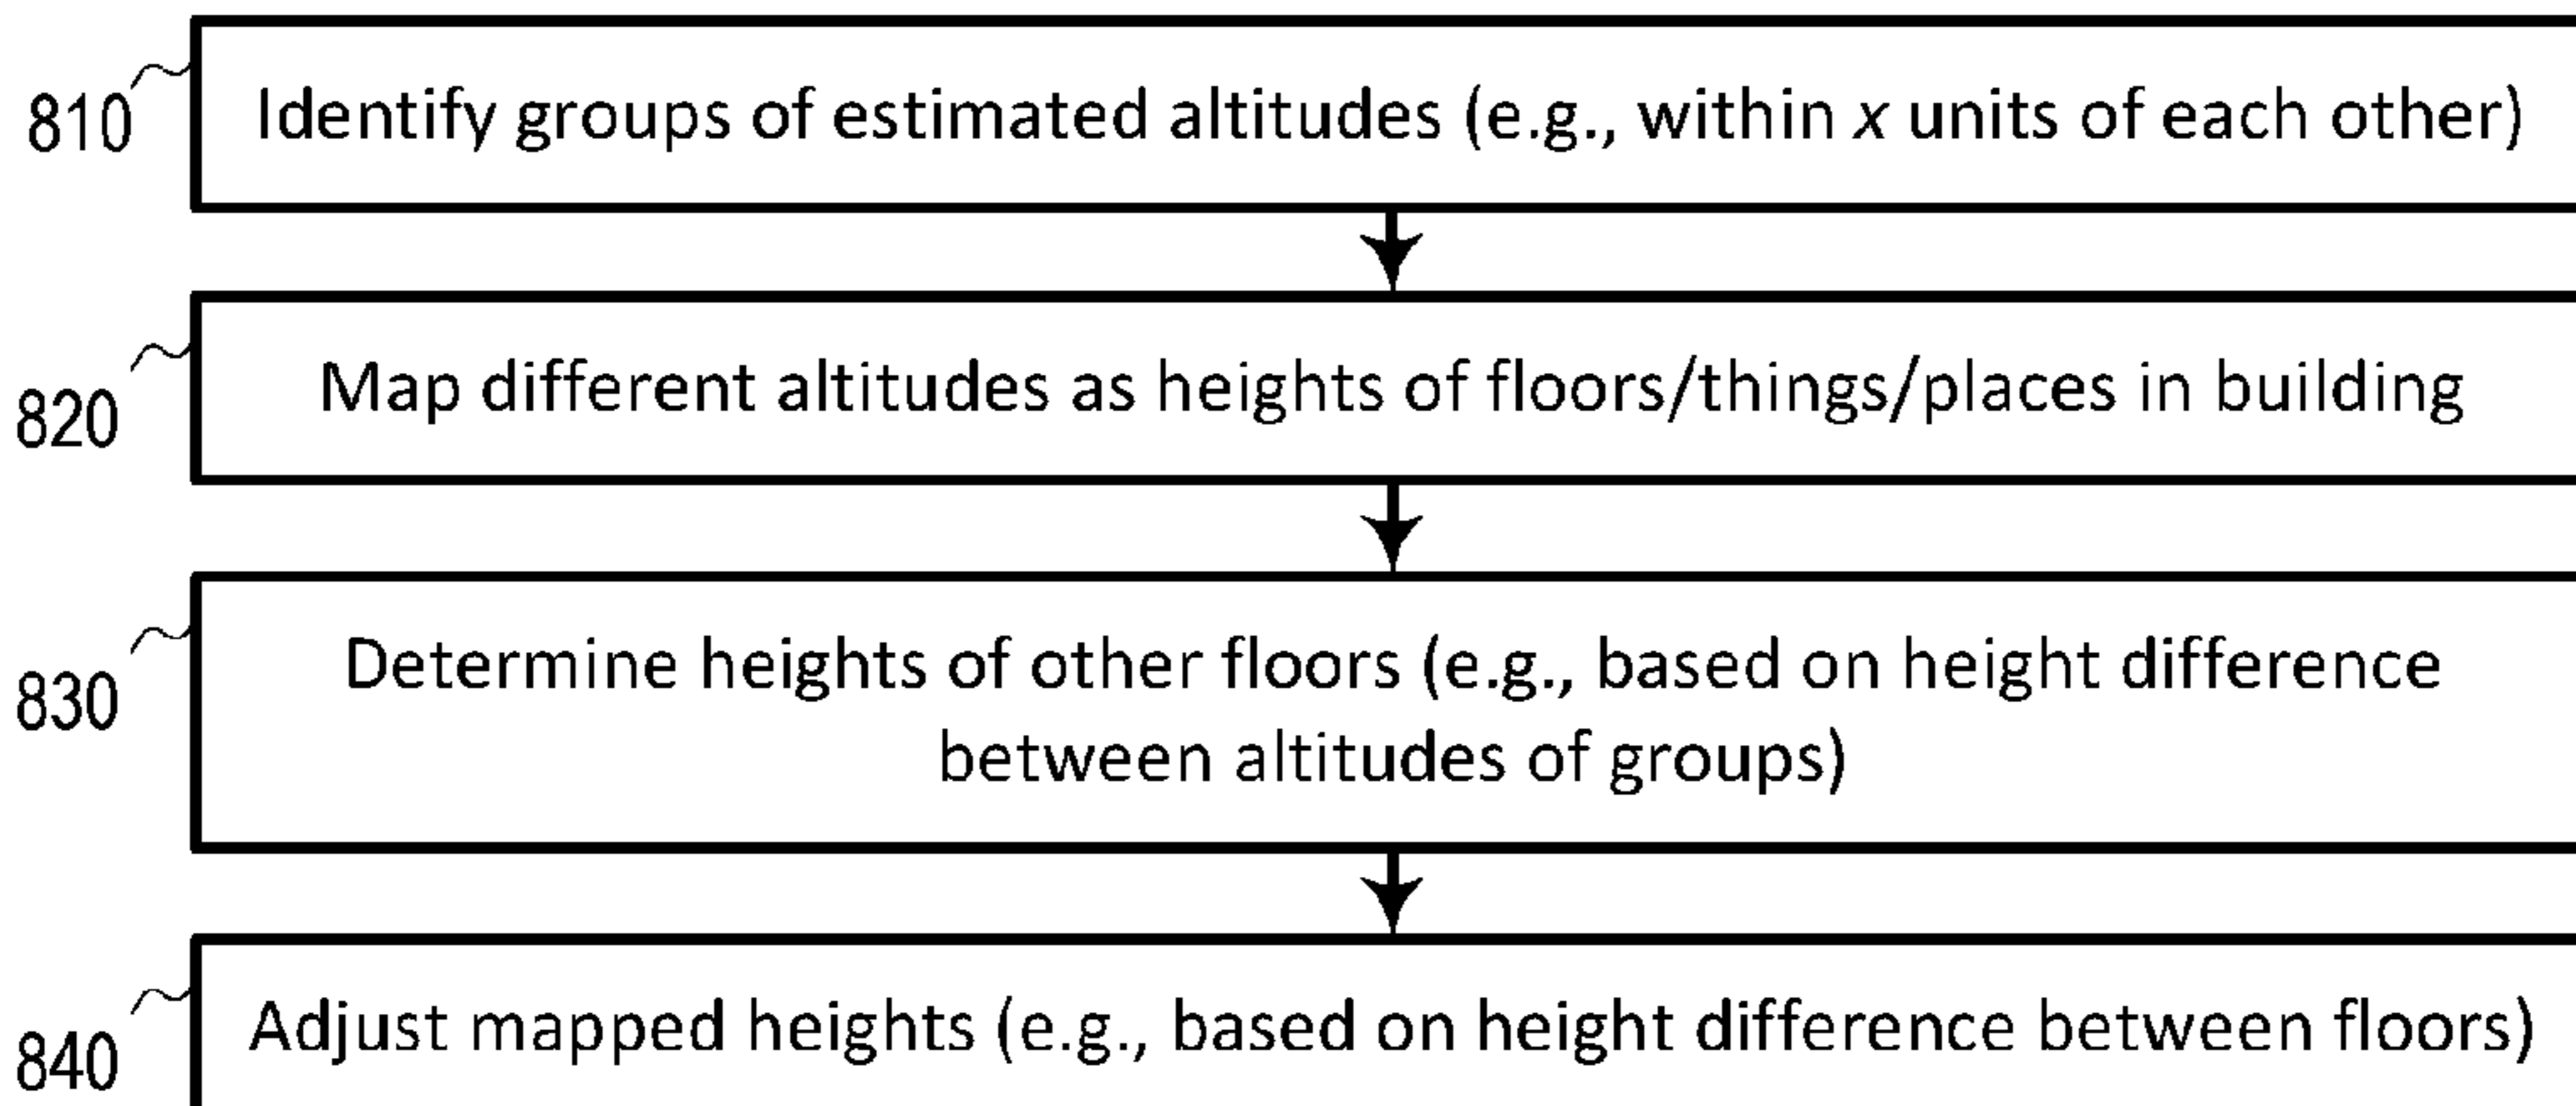 810
Identify groups of estimated altitudes (e.g., within x units of each other)
820
Map different altitudes as heights of floors/things/places in building
830
Determine heights of other floors (e.g., based on height difference
between altitudes of groups)
840
Adjust mapped heights (e.g., based on height difference between floors)